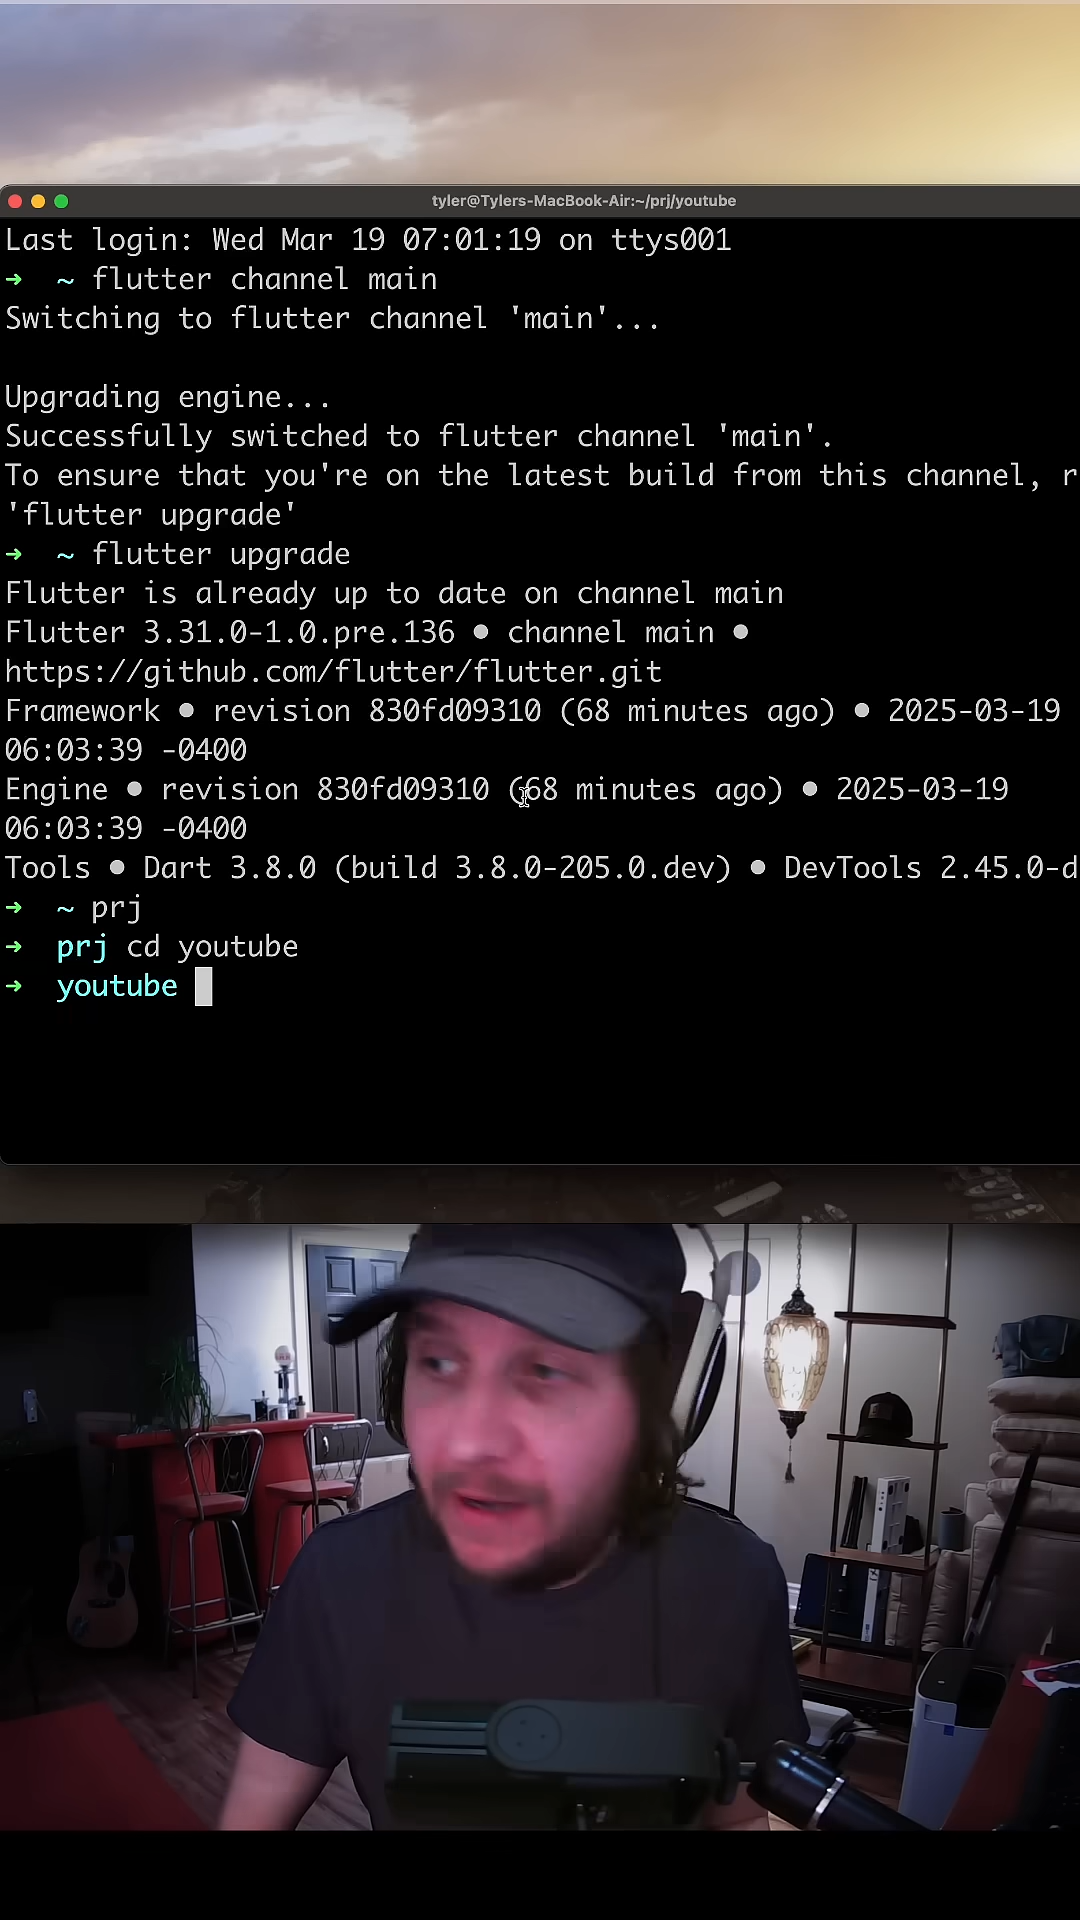 tyler@Tylers-MacBook-Air:~/prj/youtube
Last login: Wed Mar 19 07:01:19 on ttys001
➜ ~ flutter channel main
Switching to flutter channel 'main'...
Upgrading engine...
Successfully switched to flutter channel 'main'.
To ensure that you're on the latest build from this channel, r
'flutter upgrade'
➜ ~ flutter upgrade
Flutter is already up to date on channel main
Flutter 3.31.0-1.0.pre.136 • channel main •
https://github.com/flutter/flutter.git
Framework • revision 830fd09310 (68 minutes ago) • 2025-03-19
06:03:39 -0400
Engine • revision 830fd09310 (68 minutes ago) • 2025-03-19
06:03:39 -0400
Tools • Dart 3.8.0 (build 3.8.0-205.0.dev) • DevTools 2.45.0-d
➜ ~ prj
➜ prj cd youtube
➜ youtube